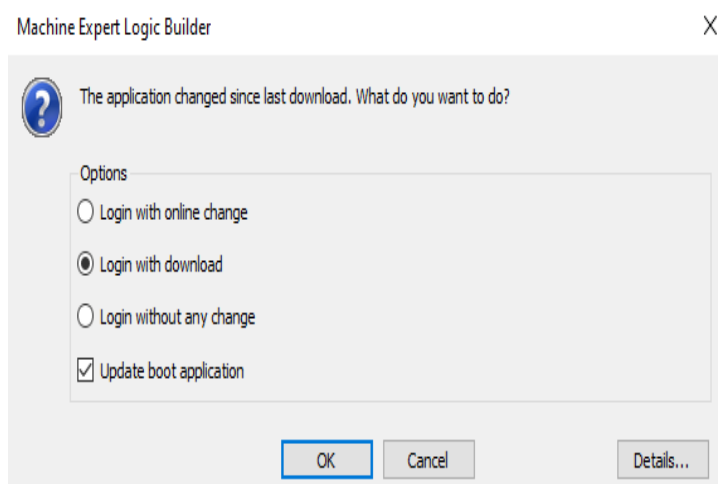 Machine Expert Logic Builder
The application changed since last download. What do you want to do?
Options
Login with online change
Login with download
Login without any change
Update boot application
OK Cancel Details...